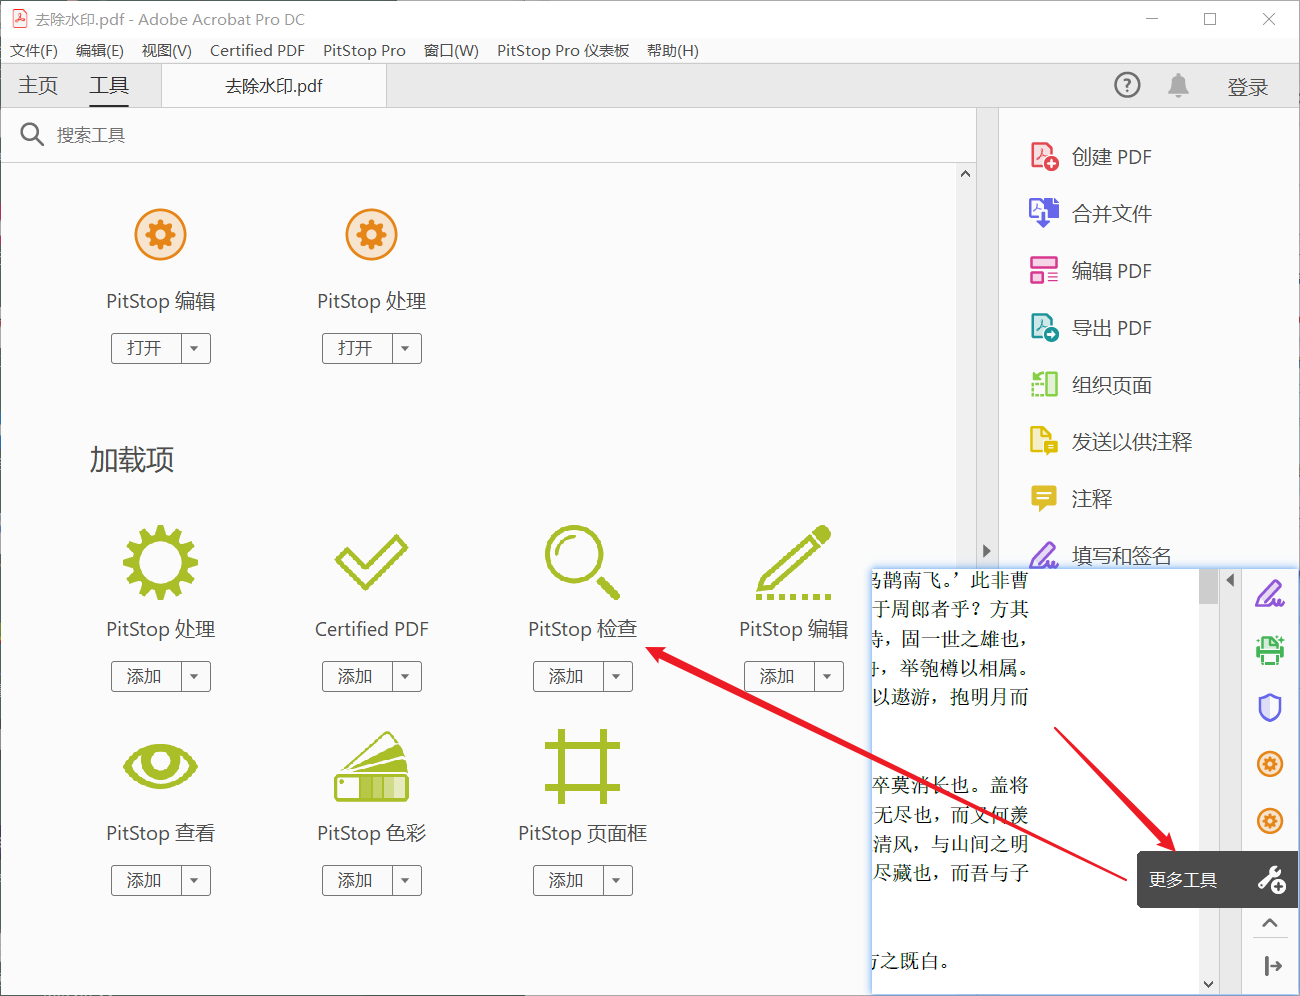 去除水印.pdf - Adobe Acrobat Pro DC
文件(F) 编辑(E) 视图(V) Certified PDF PitStop Pro 窗口(W) PitStop Pro 仪表板 帮助(H)
主页 工具 去除水印.pdf 登录
搜索工具
PitStop 编辑 PitStop 处理
打开 打开
加载项
PitStop 处理 Certified PDF PitStop 检查 PitStop 编辑
添加 添加 添加 添加
PitStop 查看 PitStop 色彩 PitStop 页面框
添加 添加 添加
创建 PDF
合并文件
编辑 PDF
导出 PDF
组织页面
发送以供注释
注释
填写和签名
鹊南飞。’此非曹
于周郎者乎？方其
，固一世之雄也，
，举匏樽以相属。
以遨游，抱明月而
卒莫消长也。盖将
无尽也，而又何羡
清风，与山间之明
尽藏也，而吾与子
之既白。
更多工具